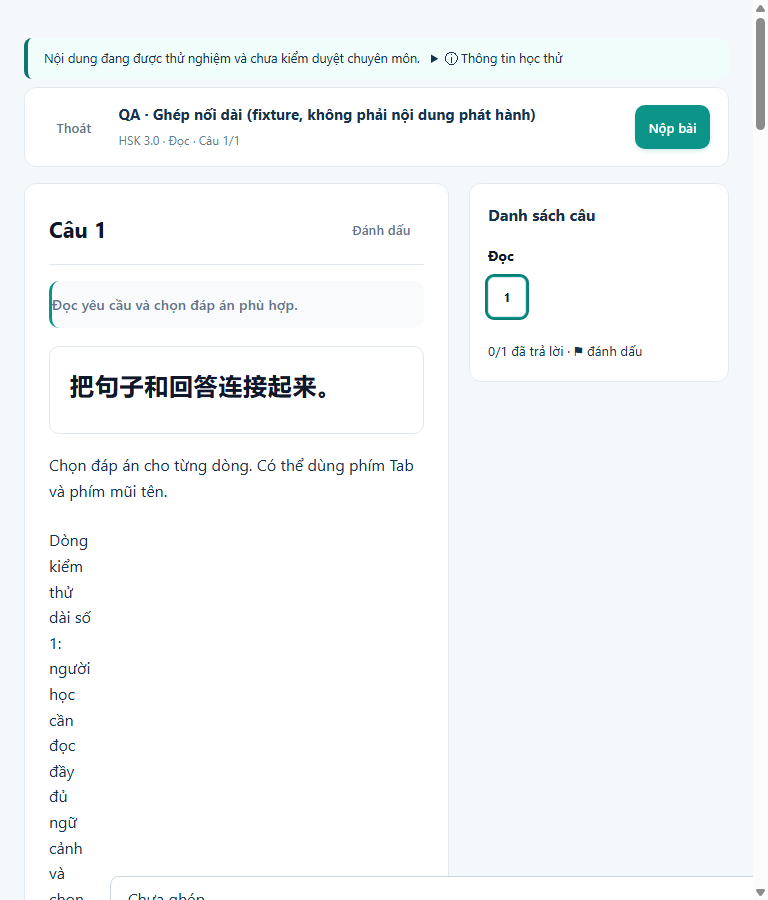 Nội dung đang được thử nghiệm và chưa kiểm duyệt chuyên môn. ▶ ⓘ Thông tin học thử
Thoát
QA · Ghép nối dài (fixture, không phải nội dung phát hành)
HSK 3.0 · Đọc · Câu 1/1
Nộp bài
Câu 1
Đánh dấu
Đọc yêu cầu và chọn đáp án phù hợp.
把句子和回答连接起来。
Chọn đáp án cho từng dòng. Có thể dùng phím Tab
và phím mũi tên.
Dòng
kiểm
thử
dài số
1:
người
học
cần
đọc
đầy
đủ
ngữ
cảnh
và
chọn
Chưa ghép
Danh sách câu
Đọc
1
0/1 đã trả lời · ⚑ đánh dấu